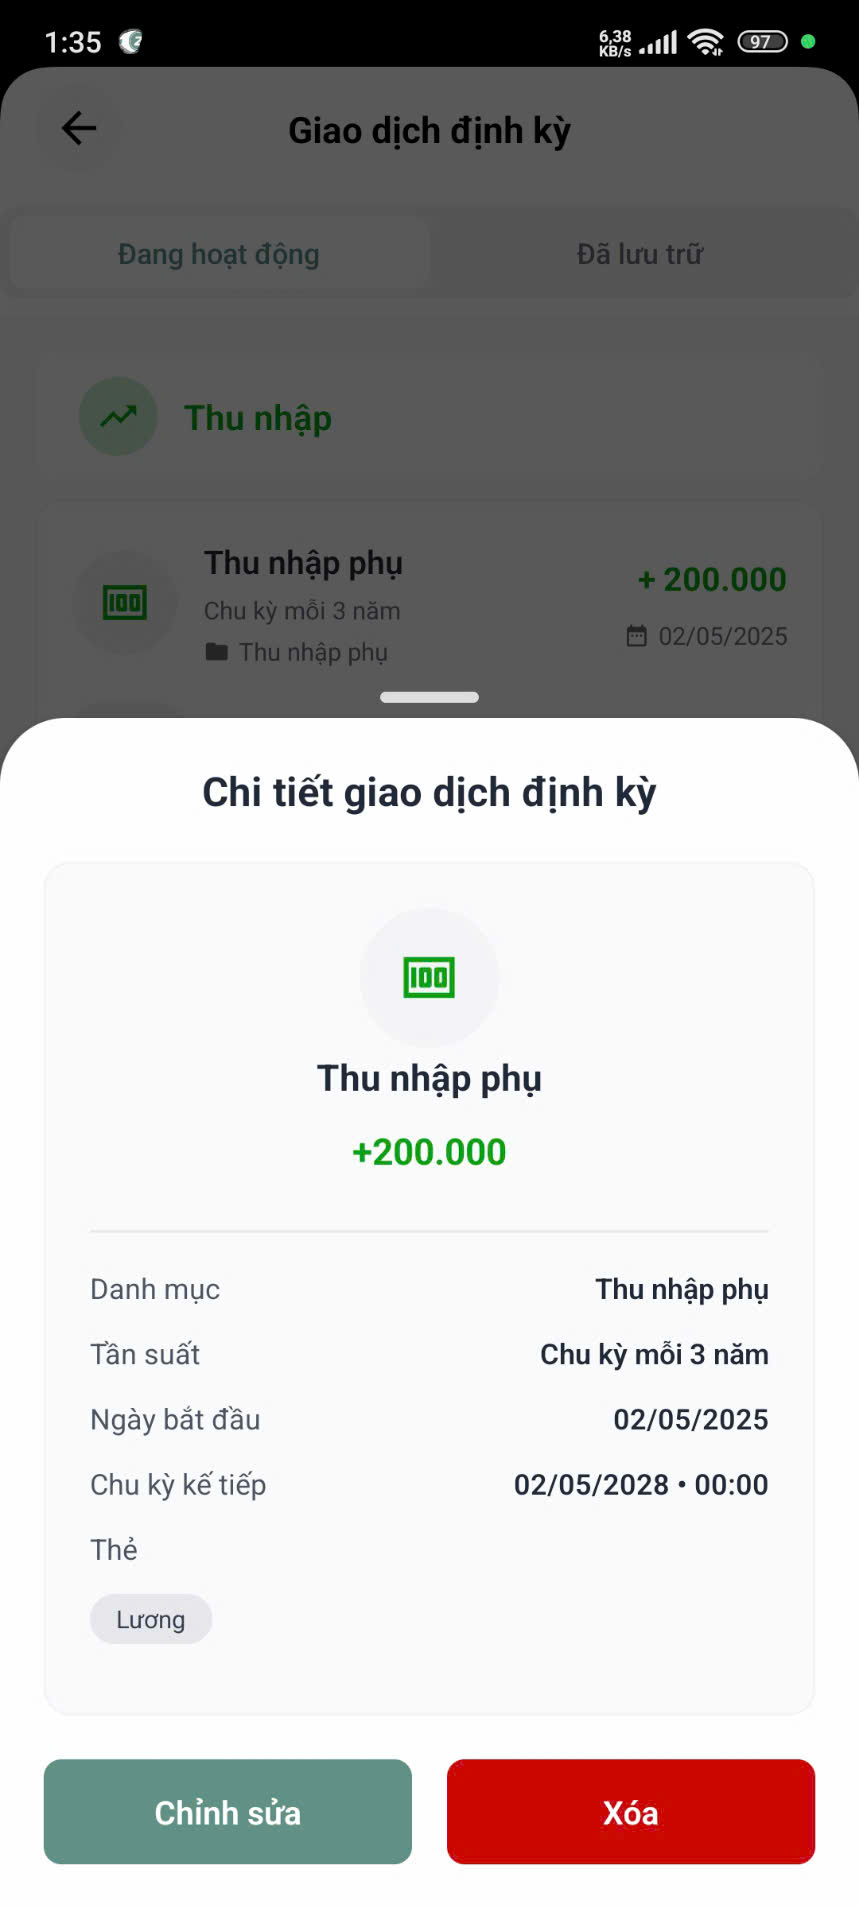 1:35
6,38
KB/s
97
Giao dịch định kỳ
Đang hoạt động
Đã lưu trữ
Thu nhập
Thu nhập phụ
+ 200.000
Chu kỳ mỗi 3 năm
02/05/2025
Thu nhập phụ
Chi tiết giao dịch định kỳ
100
Thu nhập phụ
+200.000
Danh mục
Thu nhập phụ
Tần suất
Chu kỳ mỗi 3 năm
Ngày bắt đầu
02/05/2025
Chu kỳ kế tiếp
02/05/2028 • 00:00
Thẻ
Lương
Chỉnh sửa
Xóa